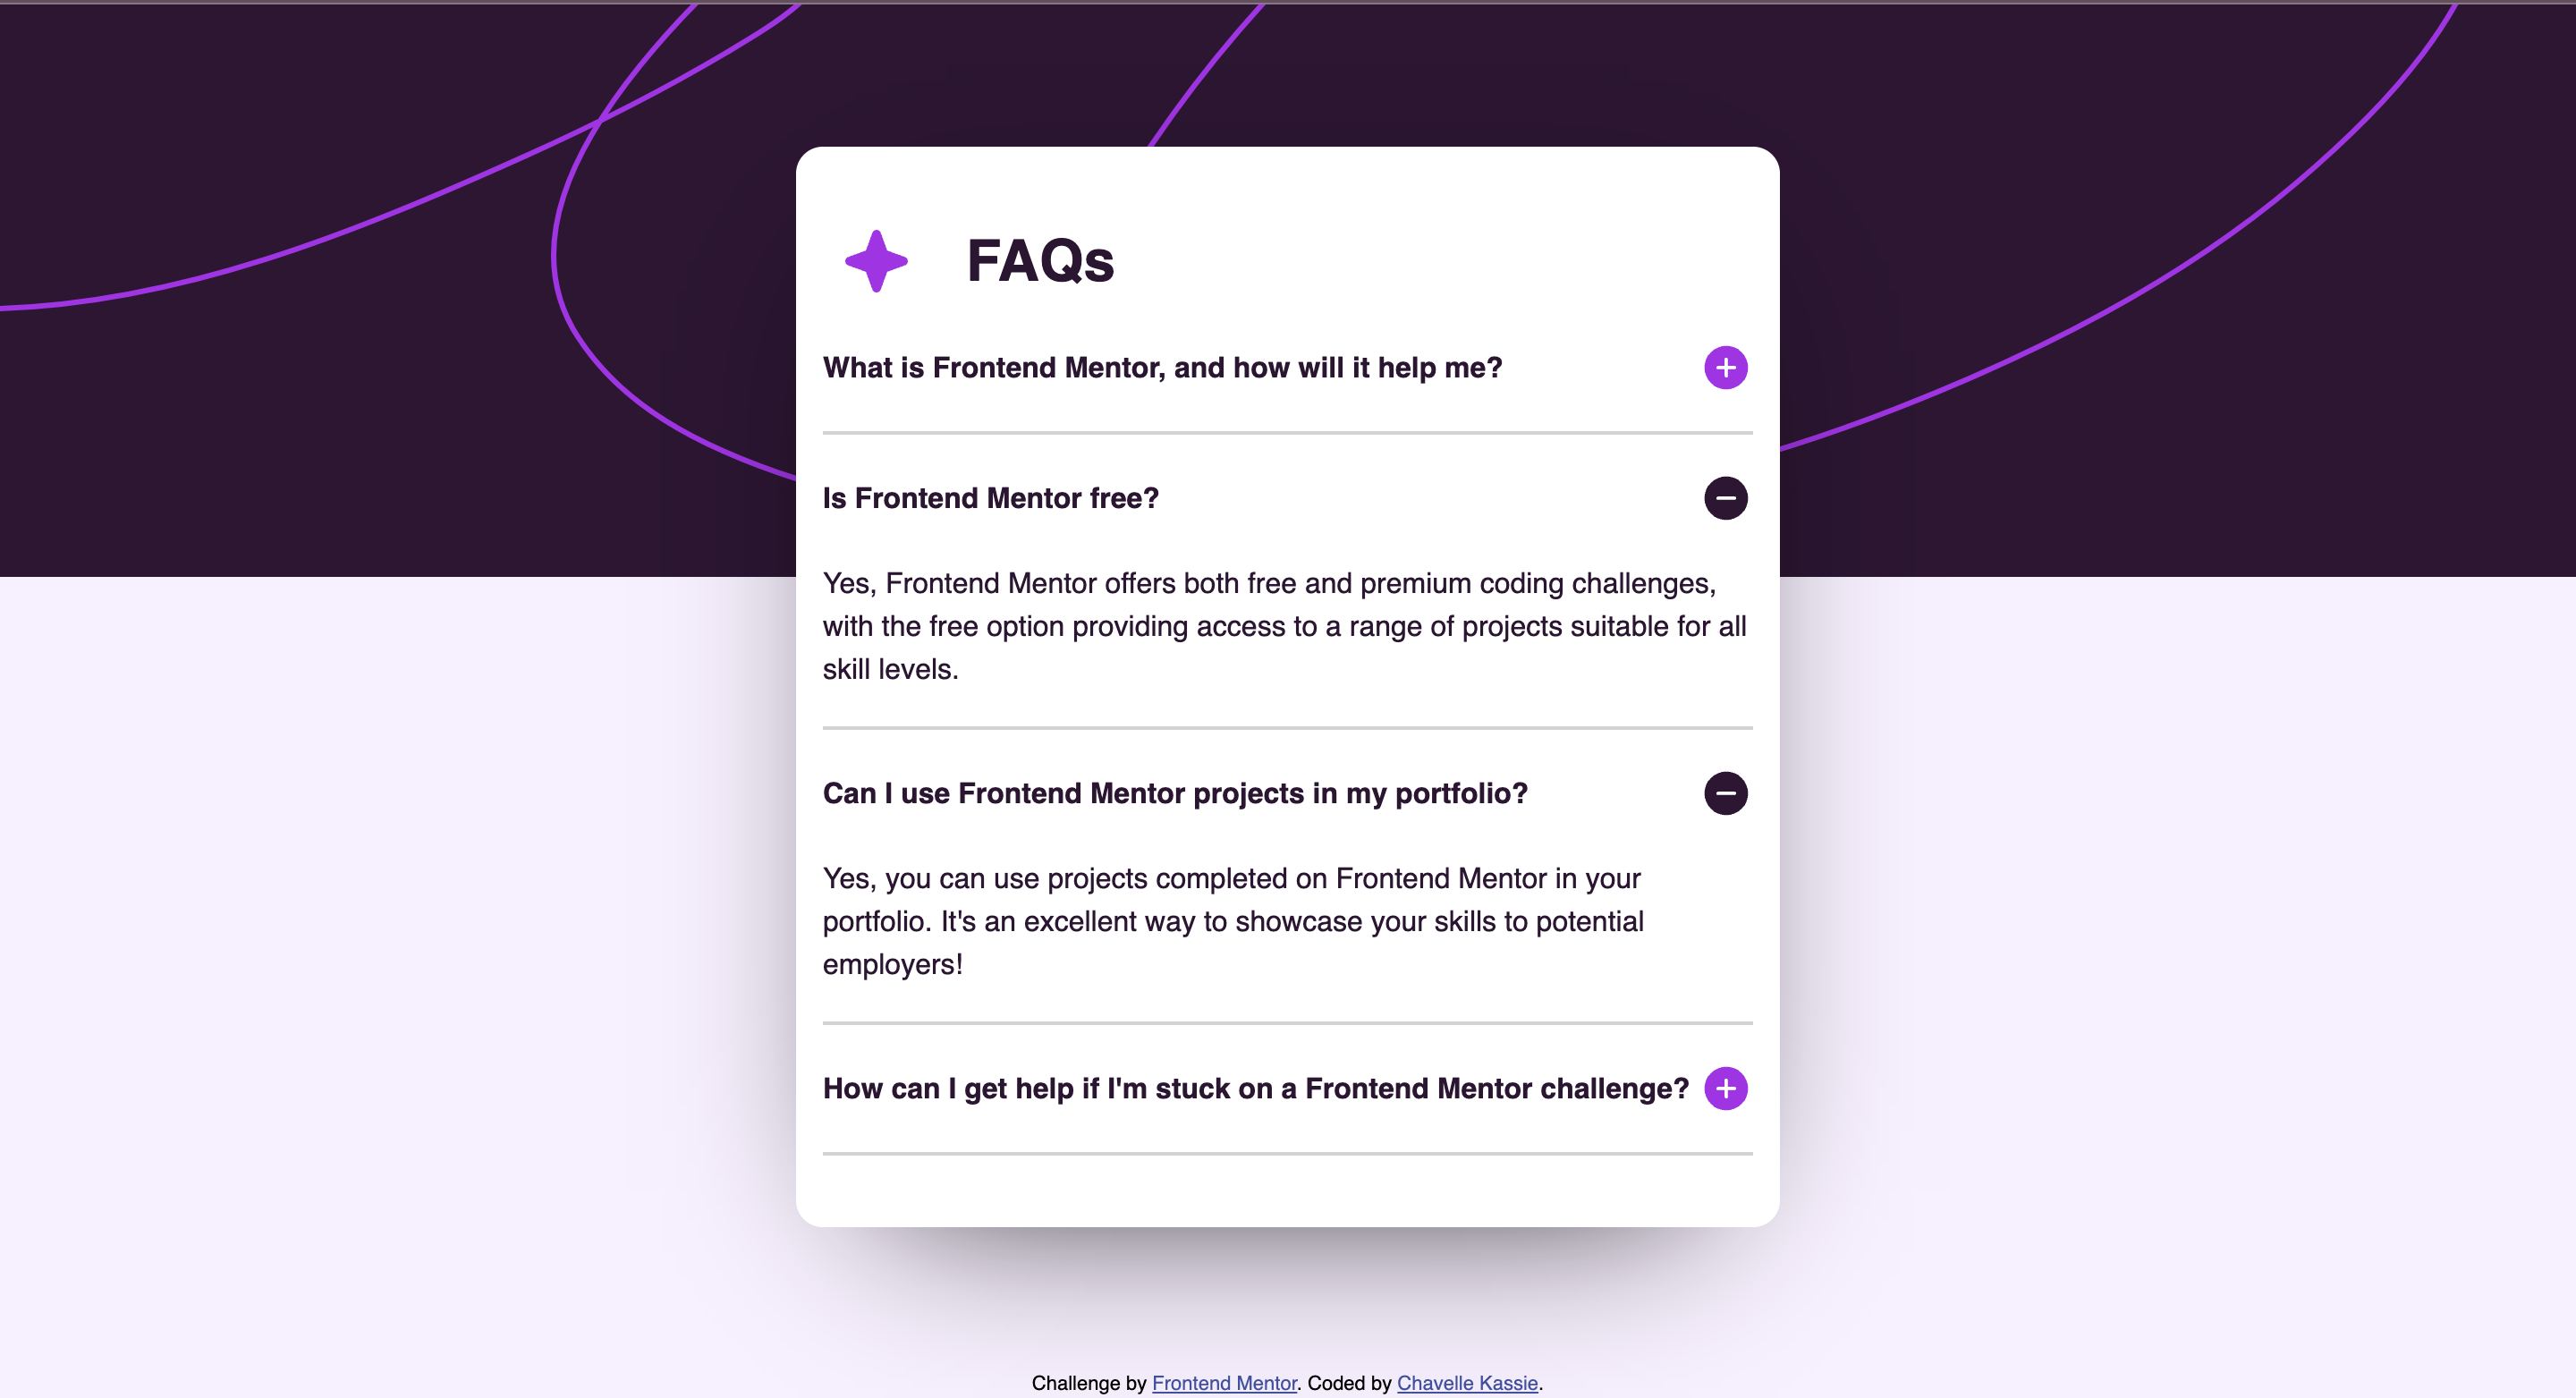 FAQs
What is Frontend Mentor, and how will it help me?
Is Frontend Mentor free?
Yes, Frontend Mentor offers both free and premium coding challenges,
with the free option providing access to a range of projects suitable for all
skill levels.
Can I use Frontend Mentor projects in my portfolio?
Yes, you can use projects completed on Frontend Mentor in your
portfolio. It's an excellent way to showcase your skills to potential
employers!
How can I get help if I'm stuck on a Frontend Mentor challenge?
Challenge by Frontend Mentor. Coded by Chavelle Kassie.